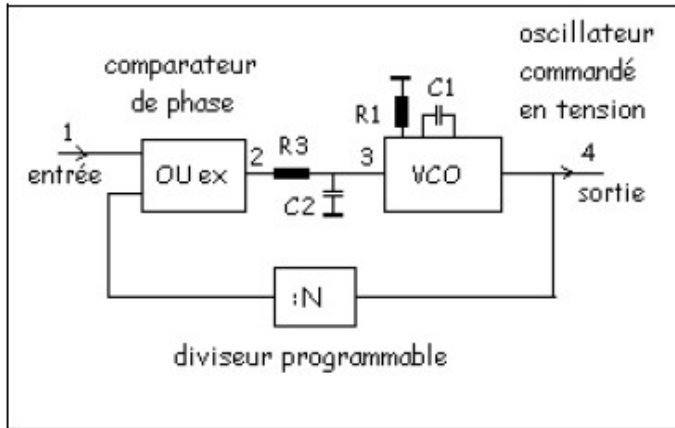 oscillateur
commandé
en tension
comparateur
de phase
C1
R1
1
entrée
OU ex
2
R3
C2
3
VCO
4
sortie
:N
diviseur programmable